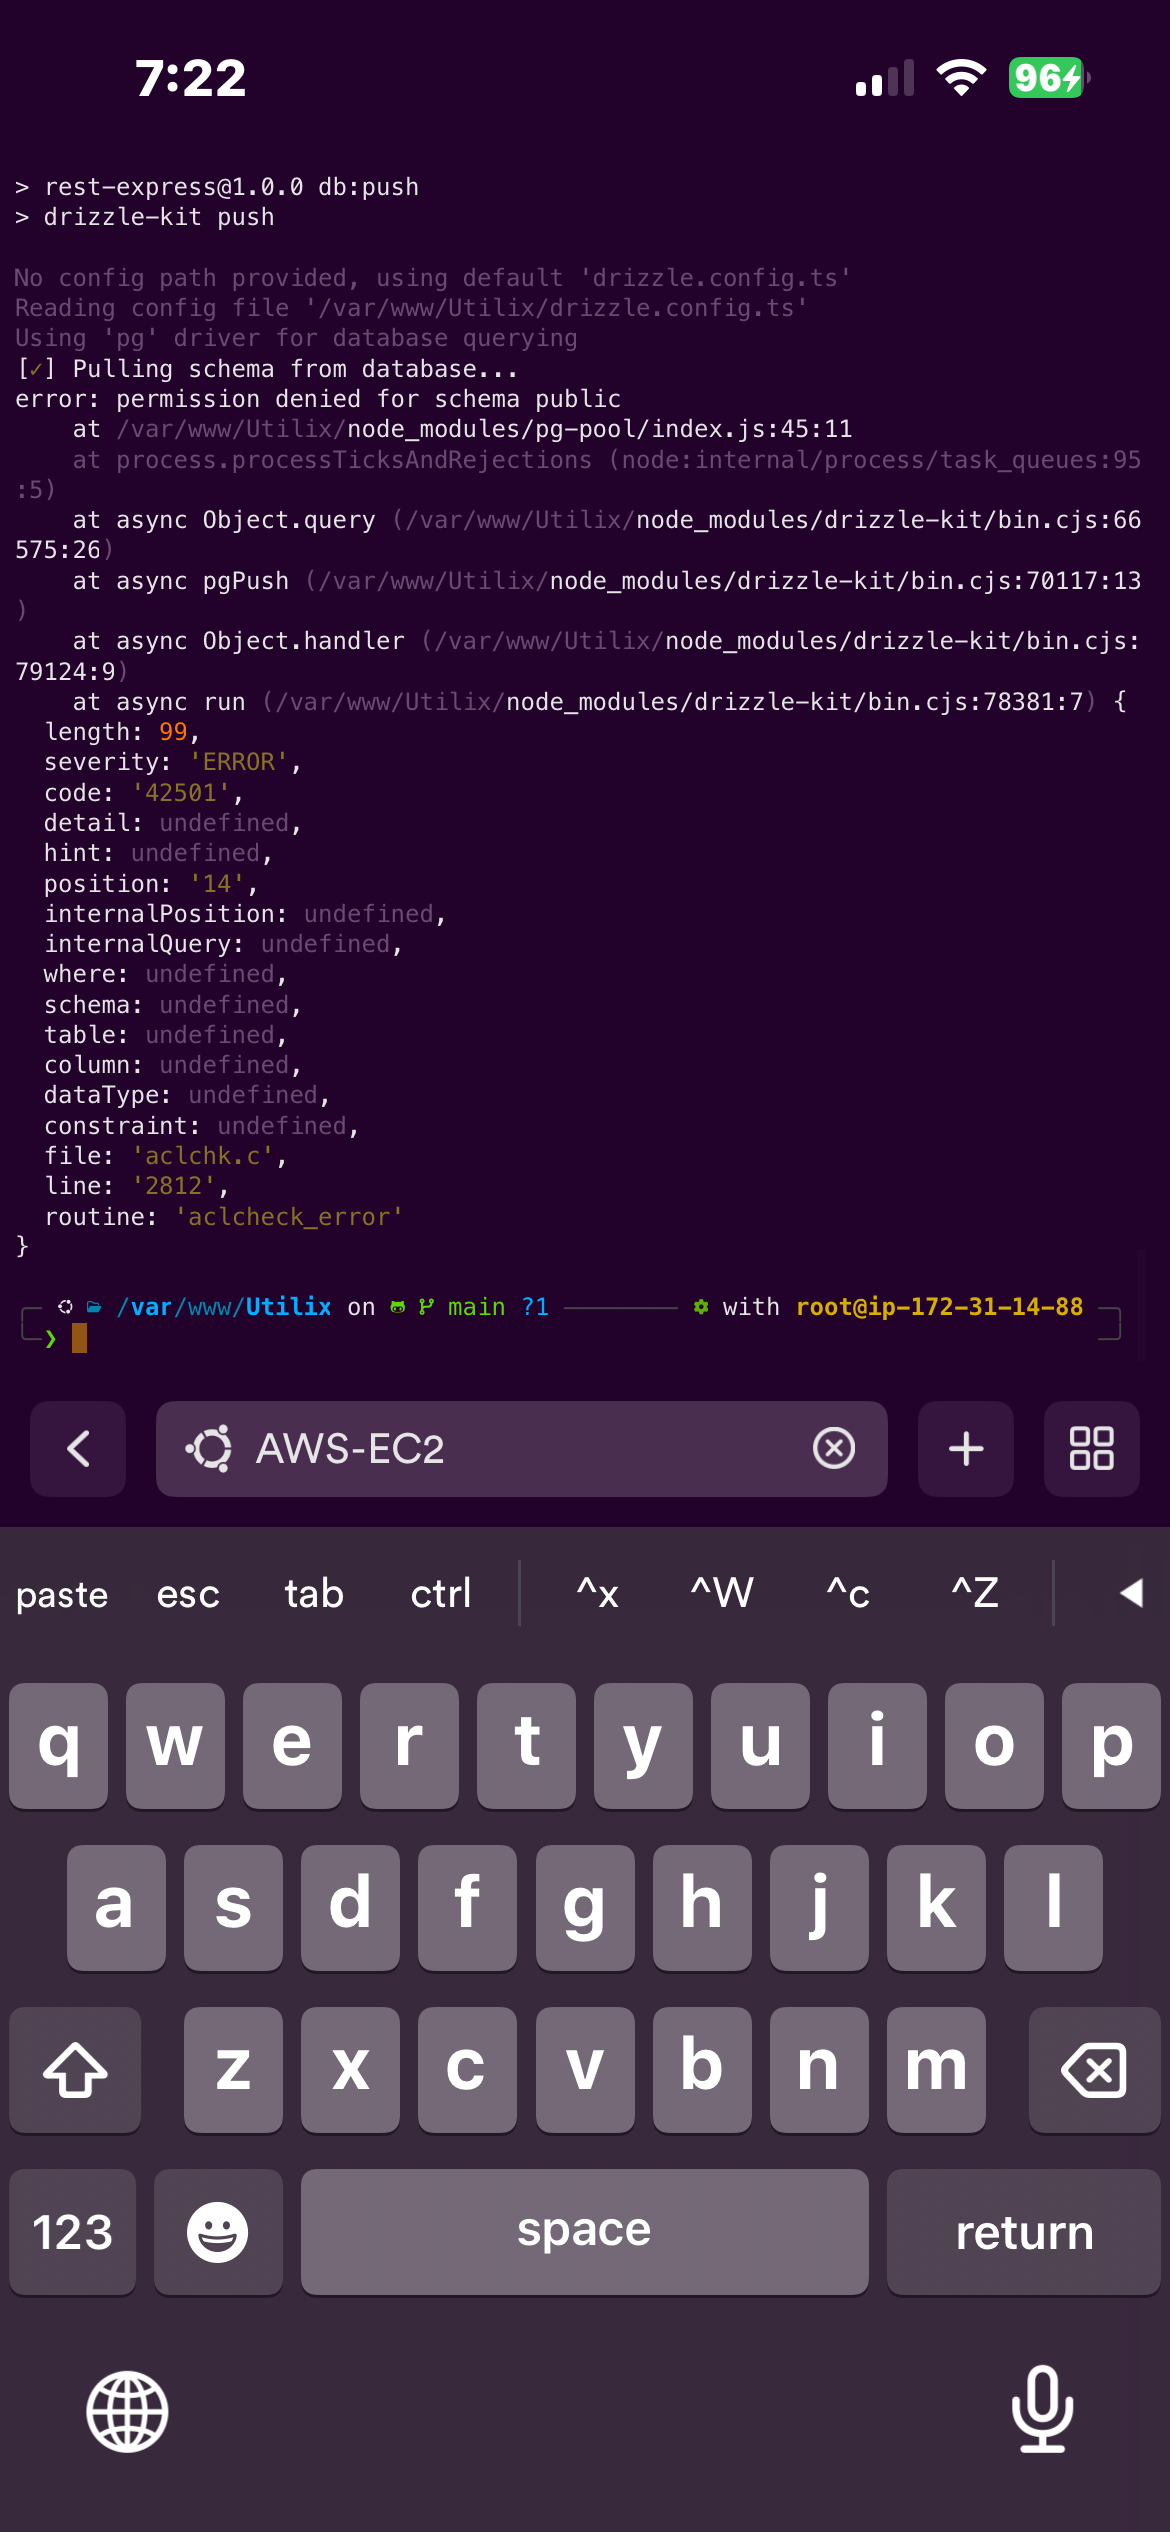 7:22
96
> rest-express@1.0.0 db:push
> drizzle-kit push
No config path provided, using default 'drizzle.config.ts'
Reading config file '/var/www/Utilix/drizzle.config.ts'
Using 'pg' driver for database querying
[✓] Pulling schema from database...
error: permission denied for schema public
    at /var/www/Utilix/node_modules/pg-pool/index.js:45:11
    at process.processTicksAndRejections (node:internal/process/task_queues:95
:5)
    at async Object.query (/var/www/Utilix/node_modules/drizzle-kit/bin.cjs:66
575:26)
    at async pgPush (/var/www/Utilix/node_modules/drizzle-kit/bin.cjs:70117:13
)
    at async Object.handler (/var/www/Utilix/node_modules/drizzle-kit/bin.cjs:
79124:9)
    at async run (/var/www/Utilix/node_modules/drizzle-kit/bin.cjs:78381:7) {
  length: 99,
  severity: 'ERROR',
  code: '42501',
  detail: undefined,
  hint: undefined,
  position: '14',
  internalPosition: undefined,
  internalQuery: undefined,
  where: undefined,
  schema: undefined,
  table: undefined,
  column: undefined,
  dataType: undefined,
  constraint: undefined,
  file: 'aclchk.c',
  line: '2812',
  routine: 'aclcheck_error'
}
/var/www/Utilix on main ?1 with root@ip-172-31-14-88
❯
AWS-EC2
paste esc tab ctrl ^x ^W ^c ^Z
q w e r t y u i o p
a s d f g h j k l
z x c v b n m
123 space return